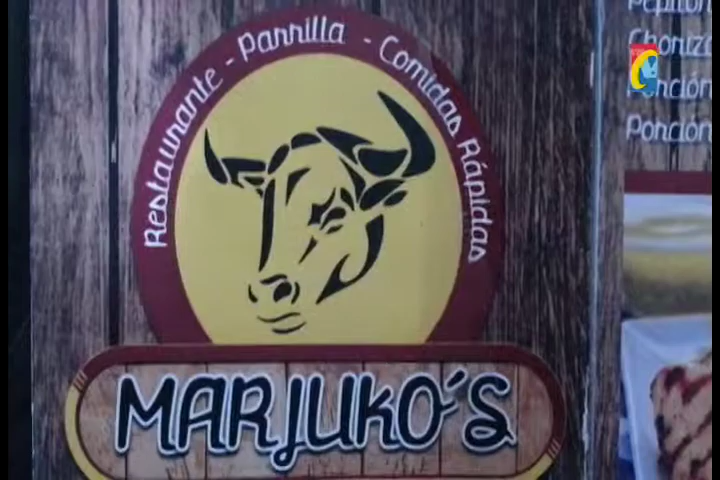 Restaurante - Parrilla - Comidas Rápidas
MARJUKO´S
Chorizo
Porción
Porción